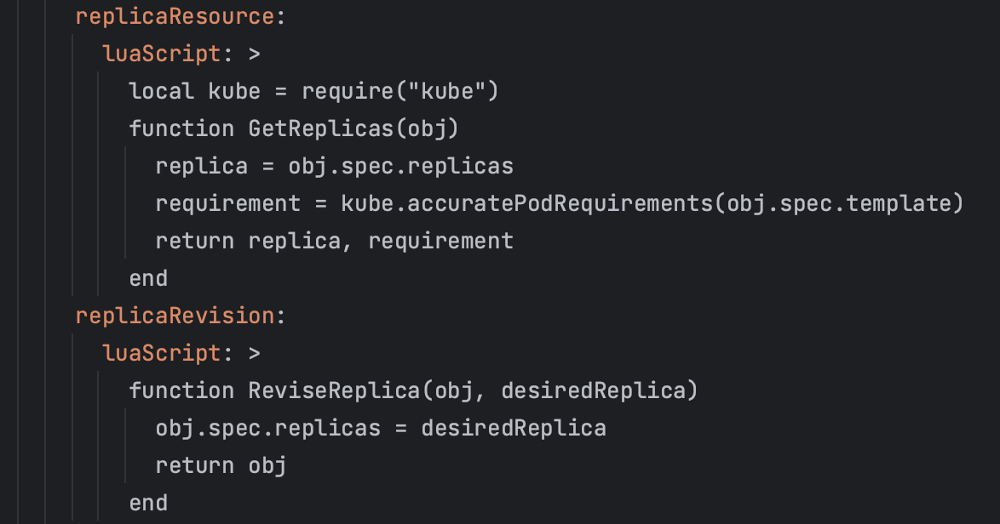 replicaResource:
  luaScript: >
    local kube = require("kube")
    function GetReplicas(obj)
      replica = obj.spec.replicas
      requirement = kube.accuratePodRequirements(obj.spec.template)
      return replica, requirement
    end
replicaRevision:
  luaScript: >
    function ReviseReplica(obj, desiredReplica)
      obj.spec.replicas = desiredReplica
      return obj
    end